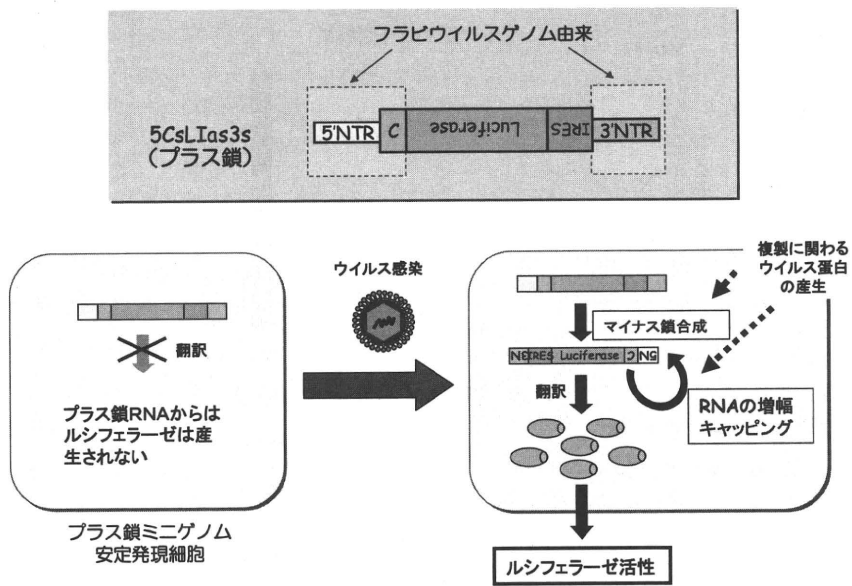 フラビウイルスゲノム由来
5CsLIas3s
(プラス鎖)
5'NTR C Luciferase IRES 3'NTR
ウイルス感染
複製に関わる
ウイルス蛋白
の産生
翻訳
プラス鎖RNAからは
ルシフェラーゼは産
生されない
プラス鎖ミニゲノム
安定発現細胞
マイナス鎖合成
IRES Luciferase C
翻訳
RNAの増幅
キャッピング
ルシフェラーゼ活性